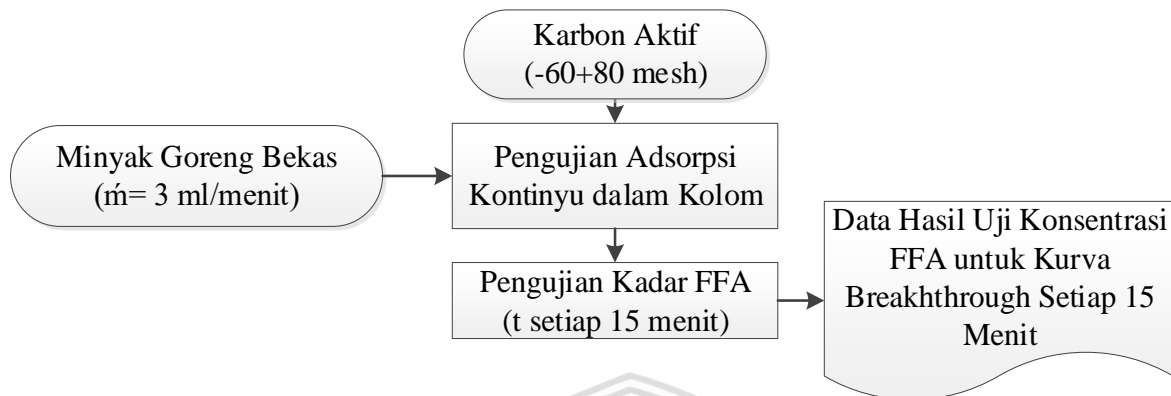 Karbon Aktif
(-60+80 mesh)
Minyak Goreng Bekas
(ḿ= 3 ml/menit)
Pengujian Adsorpsi
Kontinyu dalam Kolom
Pengujian Kadar FFA
(t setiap 15 menit)
Data Hasil Uji Konsentrasi
FFA untuk Kurva
Breakhthrough Setiap 15
Menit